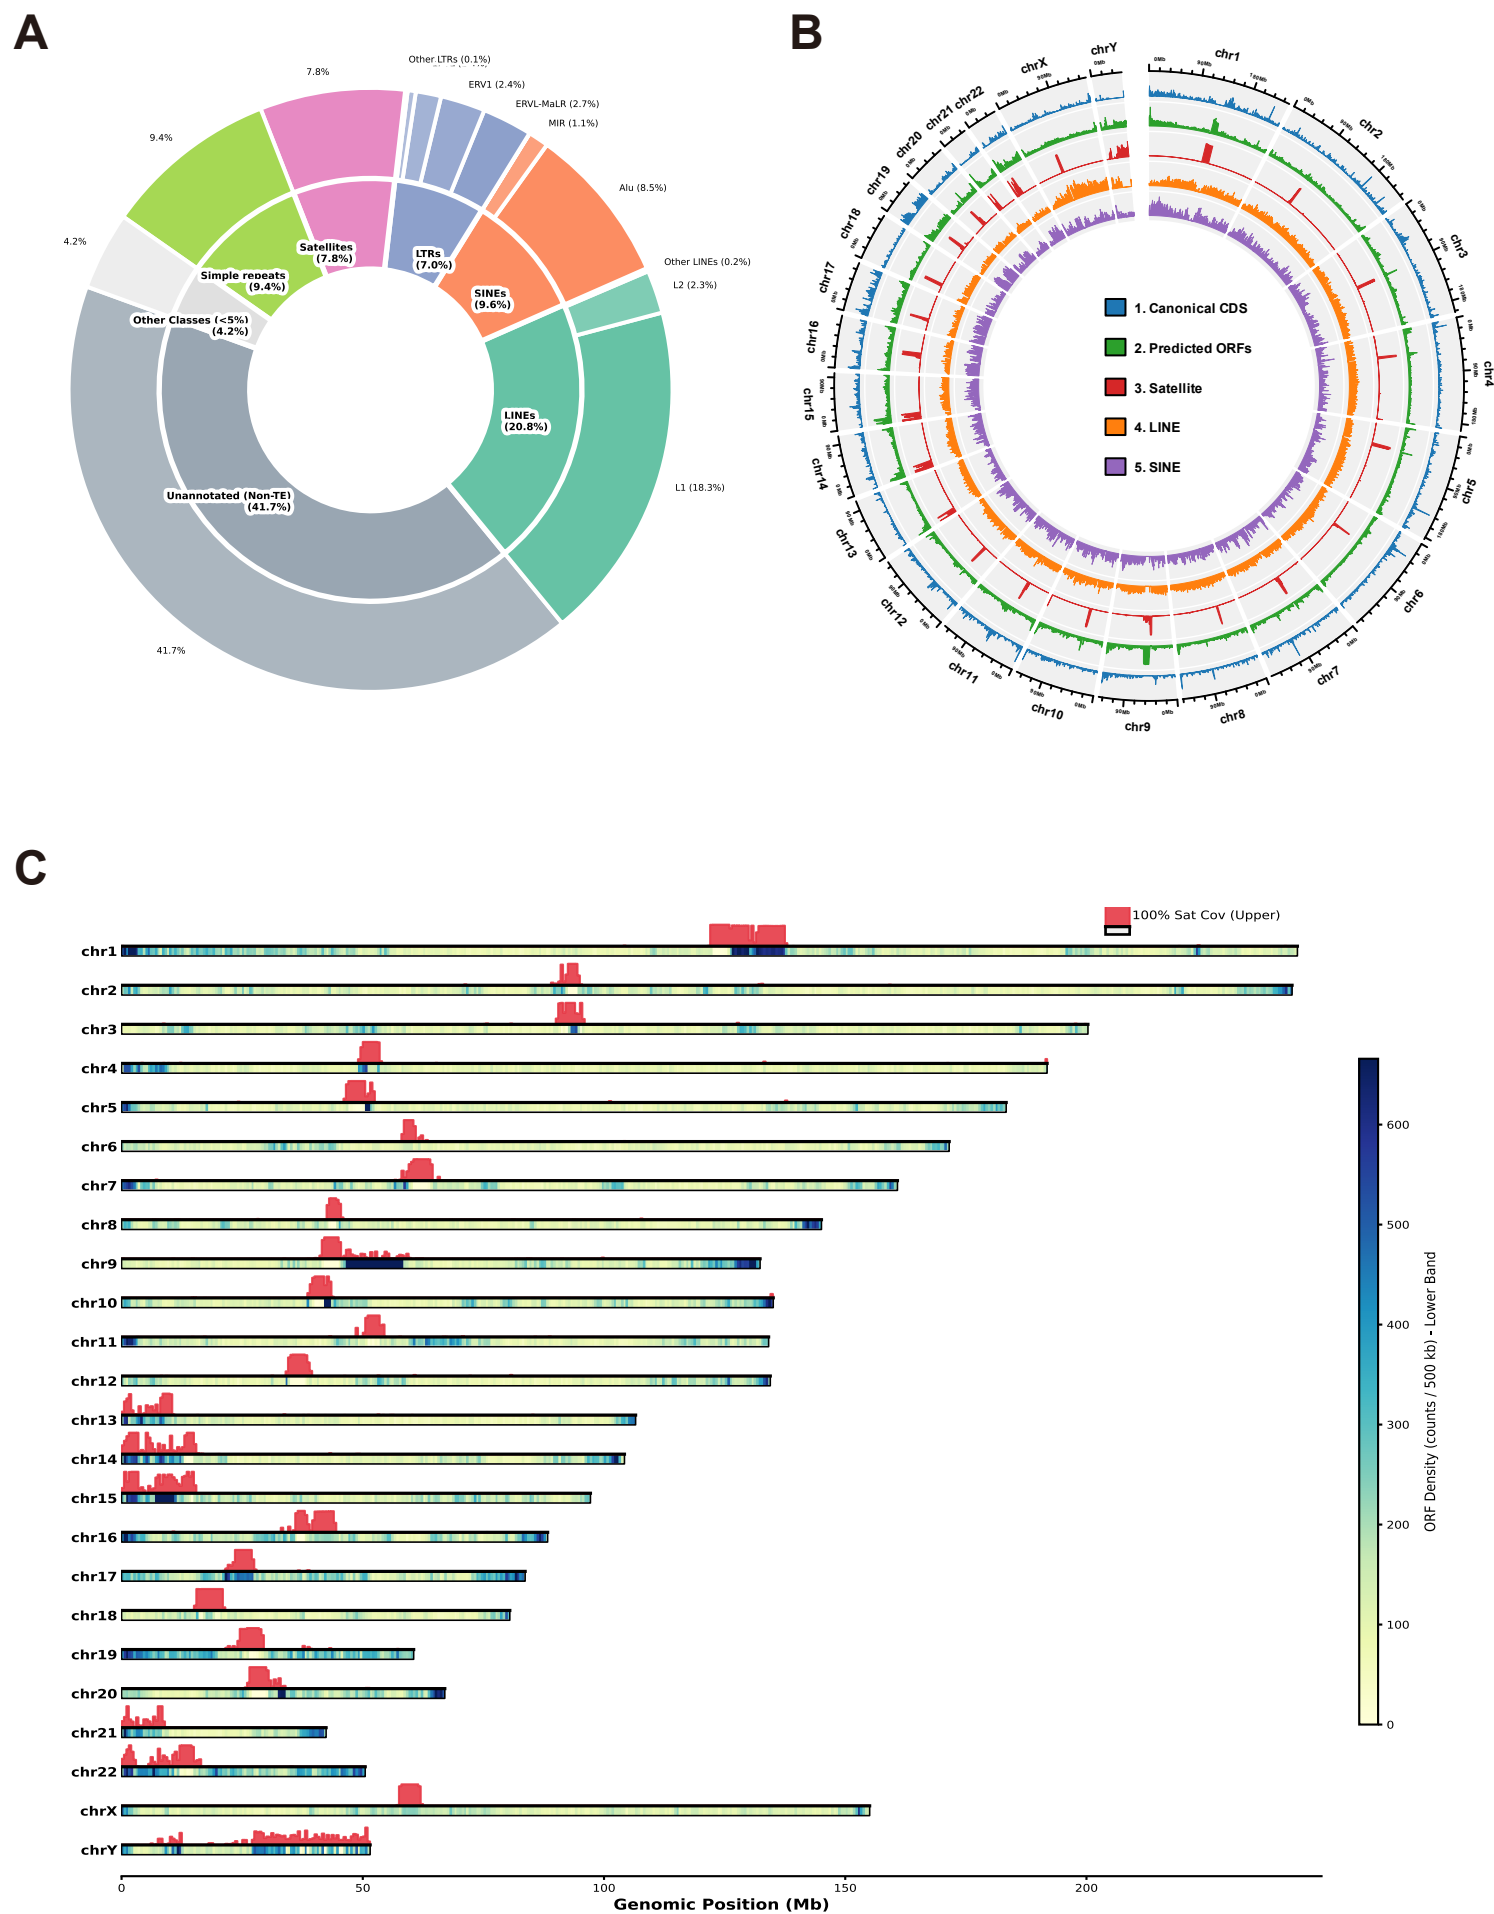 A
Other LTRs (0.1%)
7.8%
ERV1 (2.4%)
ERVL-MaLR (2.7%)
MIR (1.1%)
9.4%
Alu (8.5%)
4.2%
Satellites
(7.8%)
LTRs
(7.0%)
Other LINEs (0.2%)
Simple repeats
(9.4%)
L2 (2.3%)
SINEs
(9.6%)
Other Classes (<5%)
(4.2%)
LINEs
(20.8%)
L1 (18.3%)
Unannotated (Non-TE)
(41.7%)
41.7%
B
chr1
chr2
chr3
chr4
chr5
chr6
chr7
chr8
chr9
chr10
chr11
chr12
chr13
chr14
chr15
chr16
chr17
chr18
chr19
chr20
chr21
chr22
chrX
chrY
1. Canonical CDS
2. Predicted ORFs
3. Satellite
4. LINE
5. SINE
C
100% Sat Cov (Upper)
chr1
chr2
chr3
chr4
chr5
chr6
chr7
chr8
chr9
chr10
chr11
chr12
chr13
chr14
chr15
chr16
chr17
chr18
chr19
chr20
chr21
chr22
chrX
chrY
0 50 100 150 200
Genomic Position (Mb)
600
500
400
300
200
100
0
ORF Density (counts / 500 kb) - Lower Band